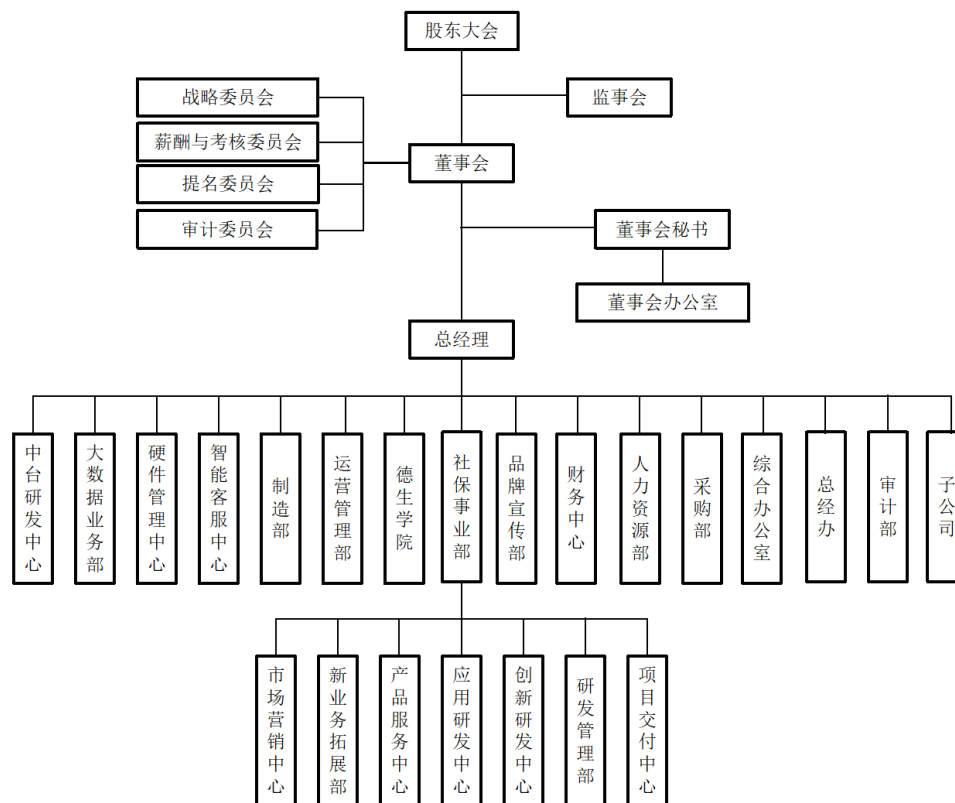 股东大会
监事会
战略委员会
薪酬与考核委员会
董事会
提名委员会
审计委员会
董事会秘书
董事会办公室
总经理
中台研发中心
大数据业务部
硬件管理中心
智能客服中心
制造部
运营管理部
德生学院
社保事业部
品牌宣传部
财务中心
人力资源部
采购部
综合办公室
总经办
审计部
子公司
市场营销中心
新业务拓展部
产品服务中心
应用研发中心
创新研发中心
研发管理部
项目交付中心